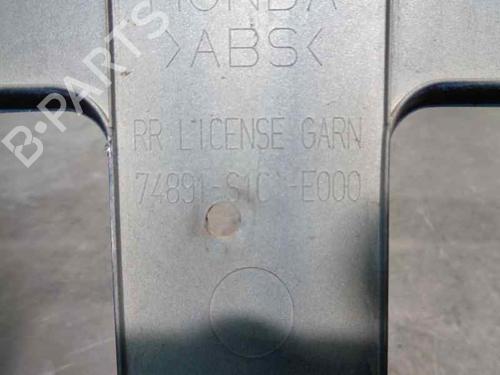 HONDA
>ABS<
RR LICENSE GARN
B-PARTS